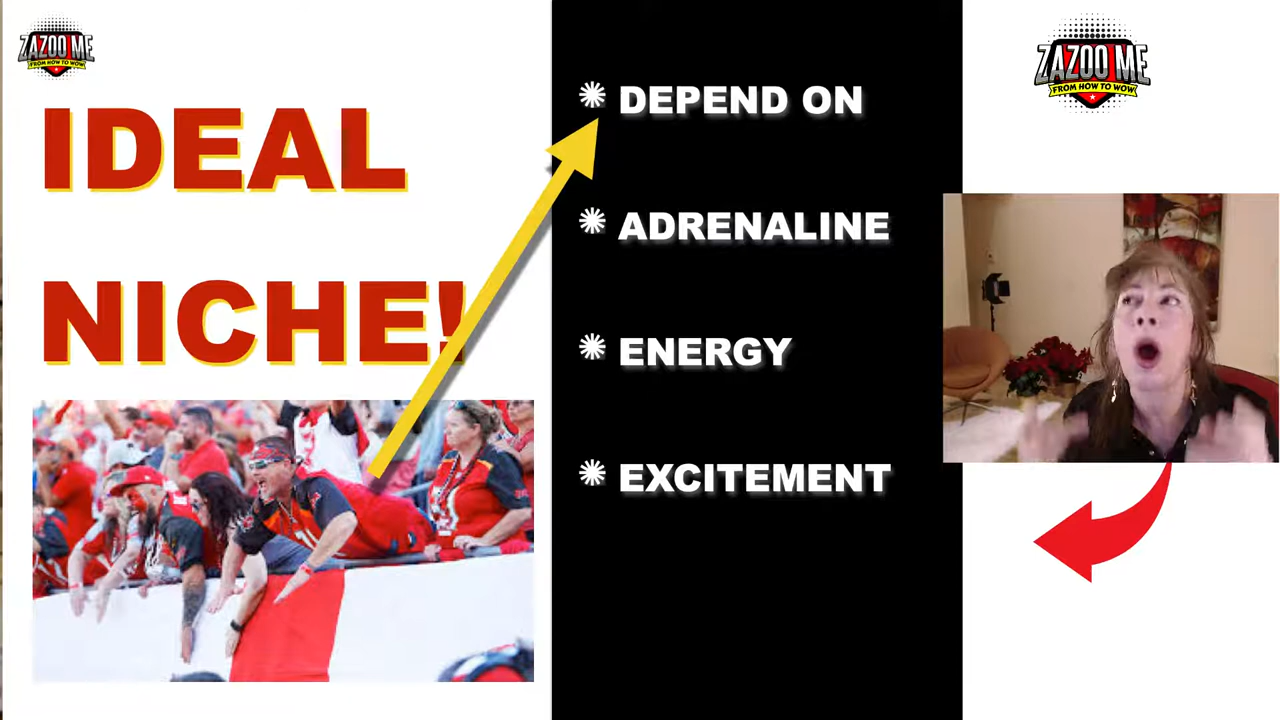 ZAZOO ME
FROM HOW TO WOW
IDEAL
NICHE!
DEPEND ON
ADRENALINE
ENERGY
EXCITEMENT
ZAZOO ME
FROM HOW TO WOW